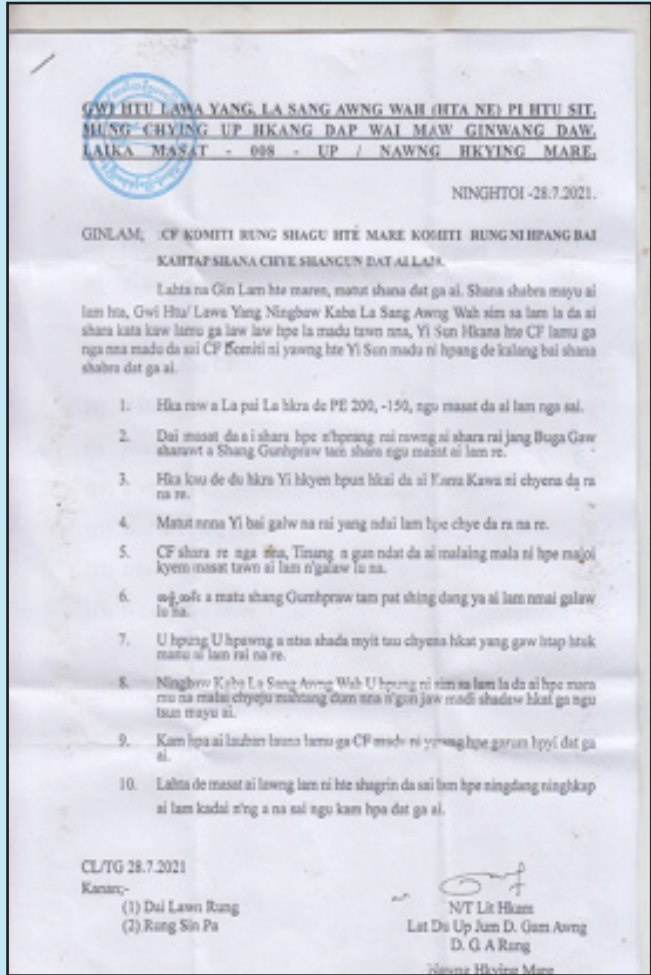 GWI HTU LAWA YANG, LA SANG AWNG WAH (HTA NE) PI HTU SIT.
MUNG CHYING UP HKANG DAP WAI MAW GINWANG DAW.
LAIKA MASAT - 008 - UP / NAWNG HKYING MARE.
NINGHTOI -28.7.2021.
GINLAM; CF KOMITI RUNG SHAGU HTE MARE KOMITI RUNG NI HPANG BAI
KAHTAP SHANA CHYE SHANGUN DAT AI LAM.
Lahta na Gin Lam hte maren, matut shana dat ga ai. Shana shabra mayu ai
lam hta, Gwi Htu/ Lawa Yang Ningbaw Kaba La Sang Awng Wah sim sa lam la da ai
shara kata kaw lamu ga law law hpe la madu tawn nna, Yi Sun Hkana hte CF lamu ga
nga nna madu da sai CF Komiti ni yawng hte Yi Sun madu ni hpang de kalang bai shana
shabra dat ga ai.
1. Hka raw a La pai La hkra de PE 200, -150, ngu masat da ai lam nga sai.
2. Dai masat da ai shara hpe n'hprang rai rawng ai shara rai jang Buga Gaw
sharawt a Shang Gunhpraw tam shara ngu masat ai lam re.
3. Hka kau de du hkra Yi hkyen hpun hkai da ai Kanu Kawa ni chyena da ra
na re.
4. Matut nnna Yi bai galw na rai yang ndai lam hpe chye da ra na re.
5. CF shara re nga nna, Tinang n gun ndat da ai malaing mala ni hpe majoi
kyem masat tawn ai lam n'galaw lu na.
6. a matu shang Gumhpraw tam pat shing dang ya ai lam nmai galaw
lu na.
7. U hpung U hpawng a ntsa shada myit tau chyena hkat yang gaw htap htuk
manu ai lam rai na re.
8. Ningbaw Kaba La Sang Awng Wah U hpung ni sim sa lam la da ai hpe mara
mu na malai chyeju mahtang dum nna n'gun jaw madi shadaw hkat ga ngu
tsun mayu ai.
9. Kam hpa ai lauban launa lamu ga CF madu ni yawng hpe garum hpyi dat ga
ai.
10. Lahta de masat ai lawng lam ni hte shagrin da sai lam hpe ningdang ninghkap
ai lam kadai n'ng a na sai ngu kam hpa dat ga ai.
CL/TG 28.7.2021
Kanan;-
(1) Dai Lawn Rung
(2) Rung Sin Pa
N/T Lit Hkam
Lat Du Up Jum D. Gam Awng
D. G. A Rung
Nawng Hkying Mare